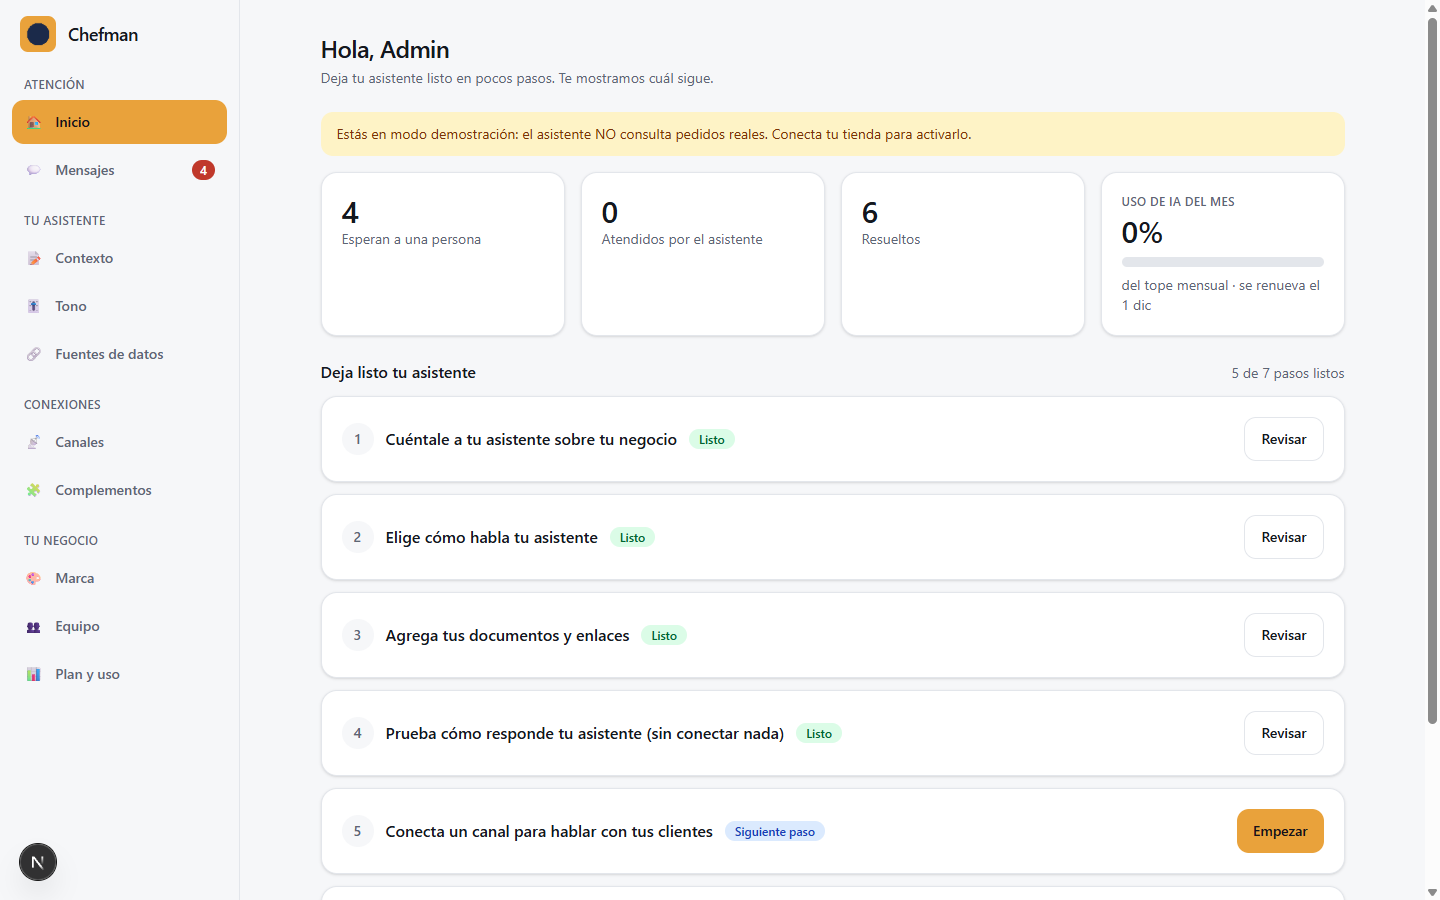 Chefman
ATENCIÓN
Inicio
Mensajes
4
TU ASISTENTE
Contexto
Tono
Fuentes de datos
CONEXIONES
Canales
Complementos
TU NEGOCIO
Marca
Equipo
Plan y uso
N
Hola, Admin
Deja tu asistente listo en pocos pasos. Te mostramos cuál sigue.
Estás en modo demostración: el asistente NO consulta pedidos reales. Conecta tu tienda para activarlo.
4
Esperan a una persona
0
Atendidos por el asistente
6
Resueltos
USO DE IA DEL MES
0%
del tope mensual · se renueva el
1 dic
Deja listo tu asistente
5 de 7 pasos listos
1 Cuéntale a tu asistente sobre tu negocio Listo Revisar
2 Elige cómo habla tu asistente Listo Revisar
3 Agrega tus documentos y enlaces Listo Revisar
4 Prueba cómo responde tu asistente (sin conectar nada) Listo Revisar
5 Conecta un canal para hablar con tus clientes Siguiente paso Empezar